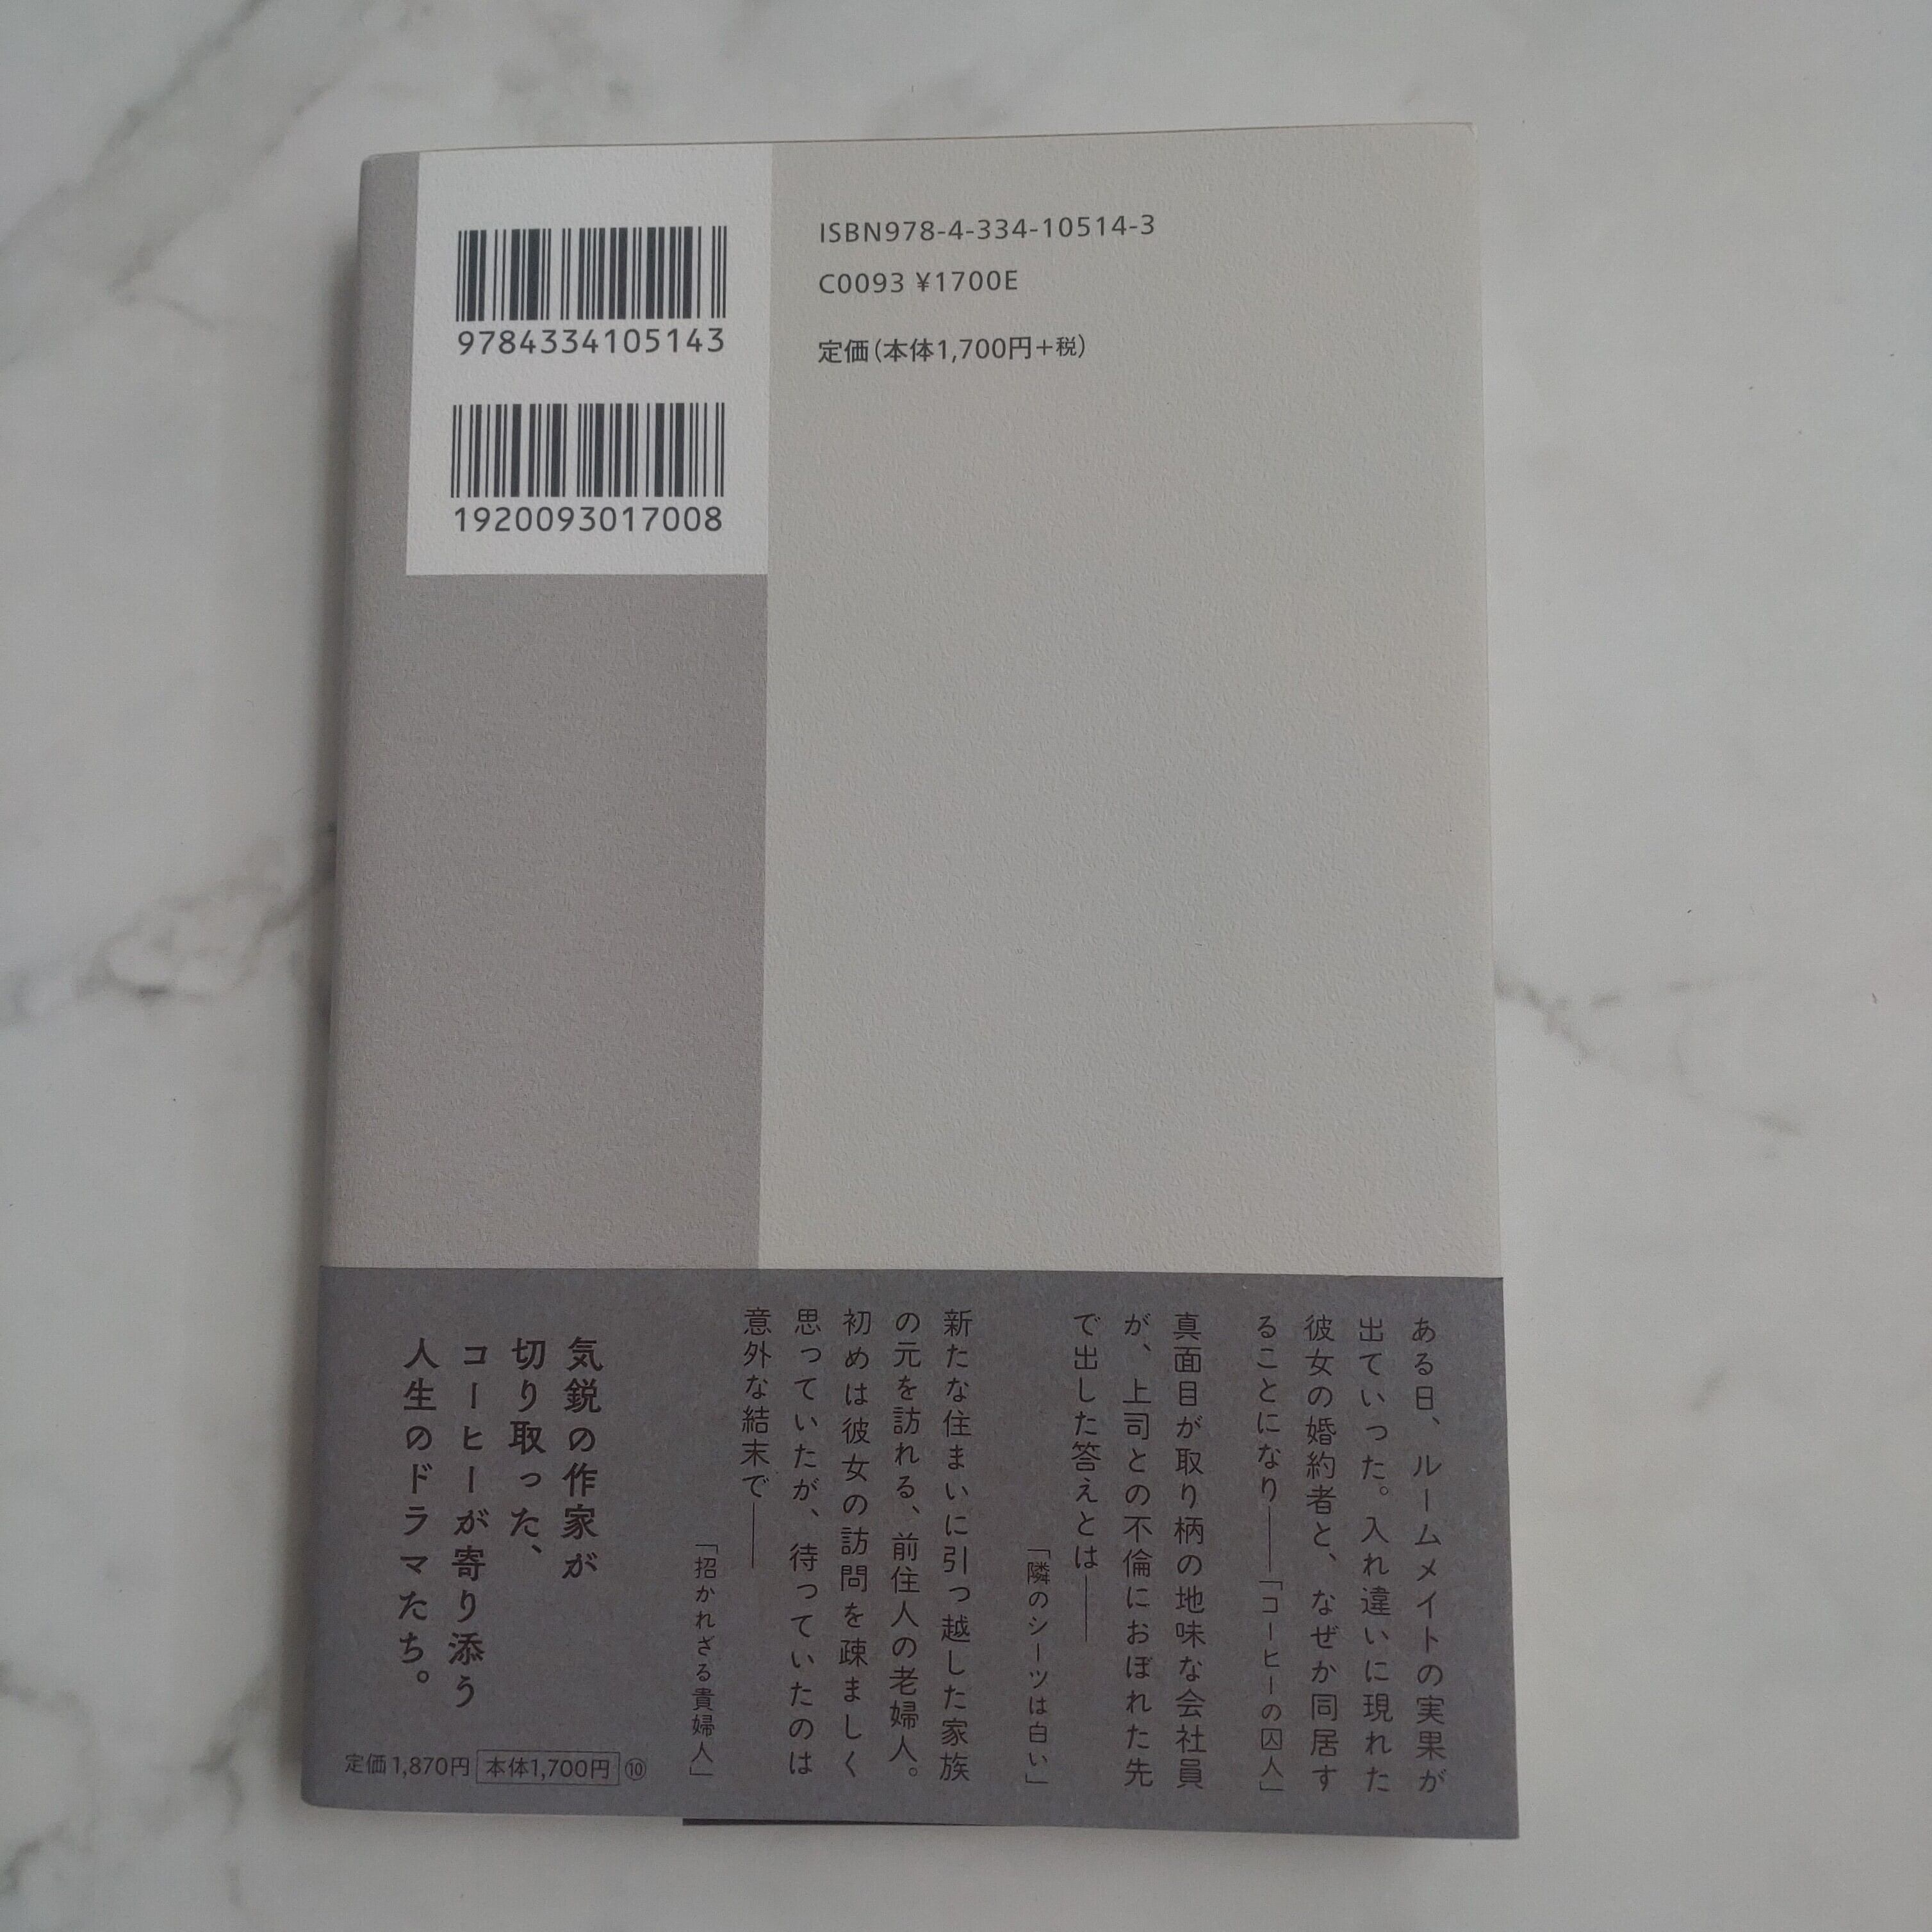 9784334105143
1920093017008
ISBN978-4-334-10514-3
C0093 ¥1700E
定価(本体1,700円+税)
ある日、ルームメイトの実果が
出ていった。入れ違いに現れた
彼女の婚約者と、なぜか同居す
ることになり――「コーヒーの囚人」
真面目が取り柄の地味な会社員
が、上司との不倫におぼれた先
で出した答えとは――
「隣のシーツは白い」
新たな住まいに引っ越した家族
の元を訪れる、前住人の老婦人。
初めは彼女の訪問を疎ましく
思っていたが、待っていたのは
意外な結末で――
「招かれざる貴婦人」
気鋭の作家が
切り取った、
コーヒーが寄り添う
人生のドラマたち。
定価1,870円 本体1,700円 ⑩